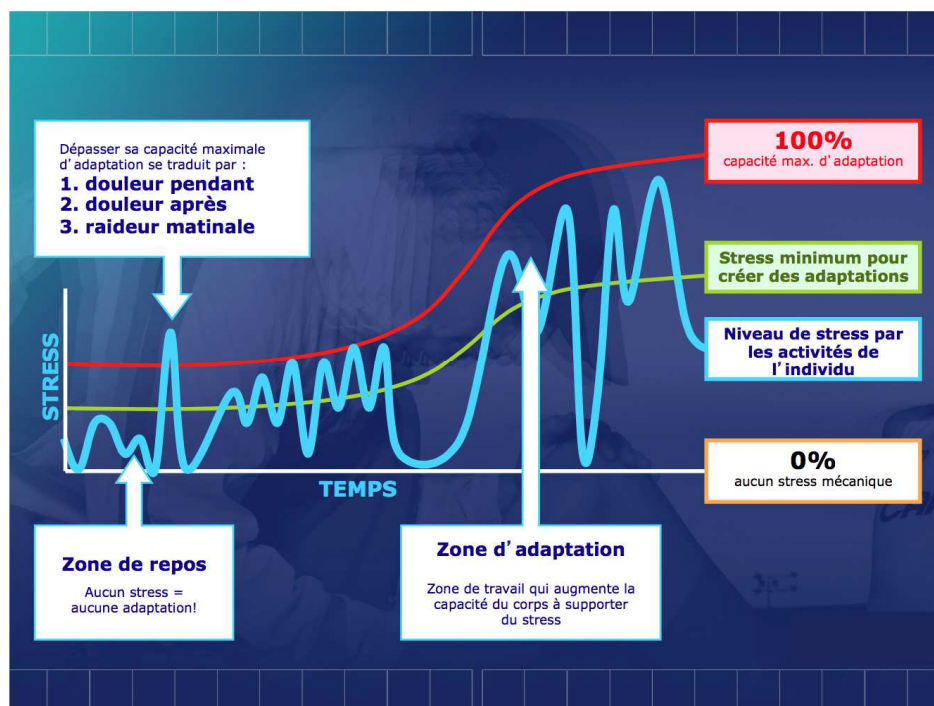 Dépasser sa capacité maximale
d'adaptation se traduit par :
1. douleur pendant
2. douleur après
3. raideur matinale
100%
capacité max. d'adaptation
Stress minimum pour
créer des adaptations
Niveau de stress par
les activités de
l'individu
0%
aucun stress mécanique
STRESS
TEMPS
Zone de repos
Aucun stress =
aucune adaptation!
Zone d'adaptation
Zone de travail qui augmente la
capacité du corps à supporter
du stress